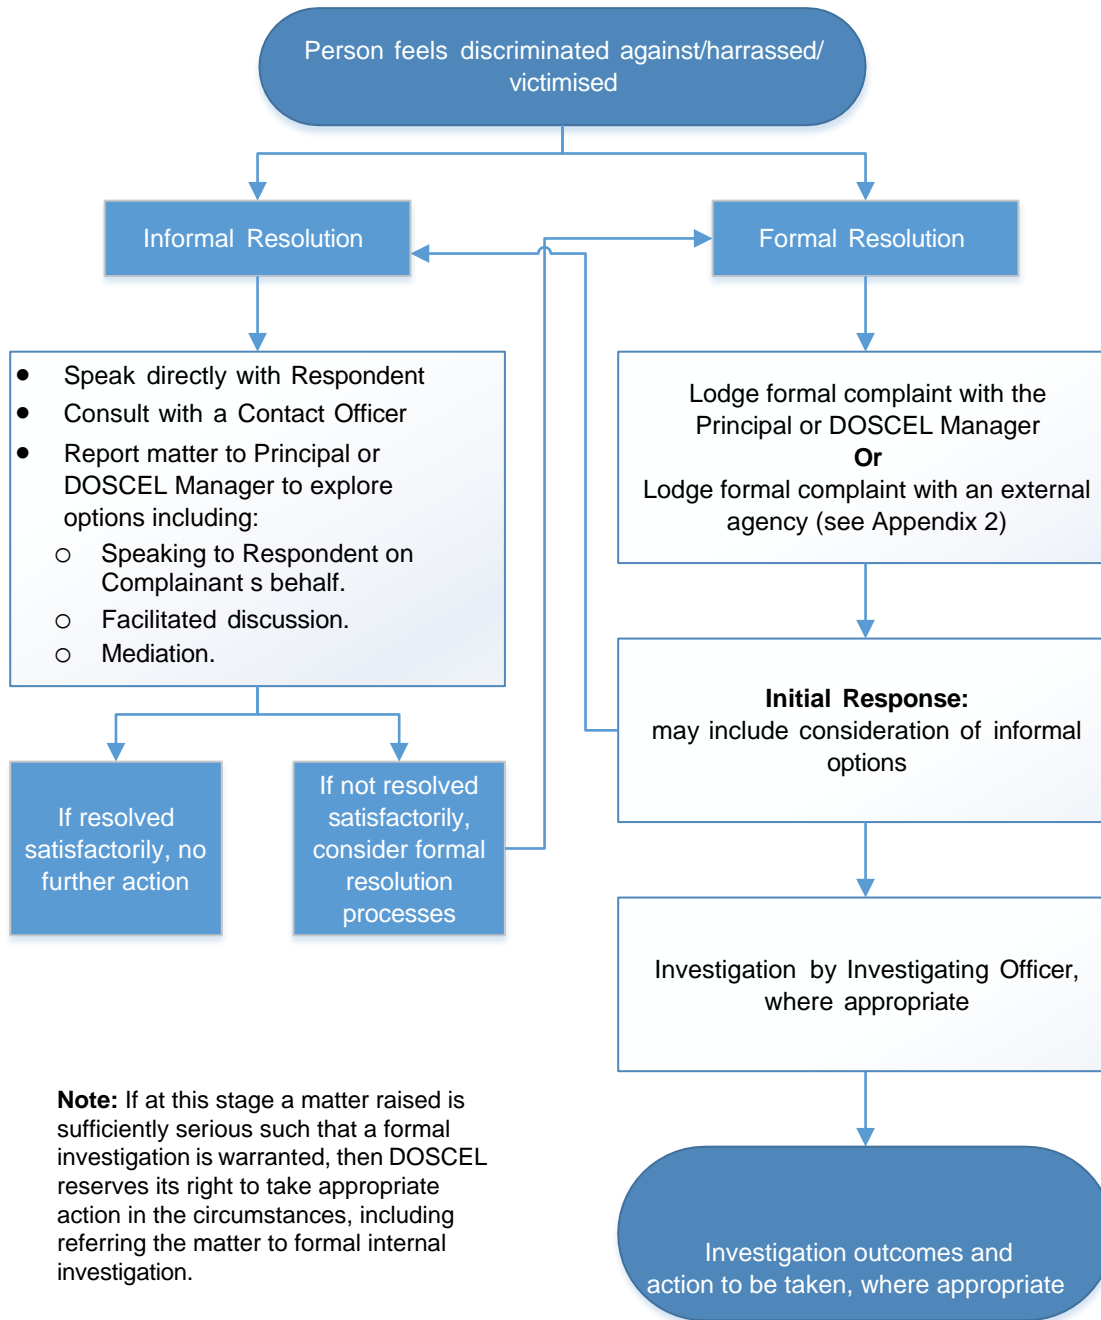 Person feels discriminated against/harrassed/
victimised
Informal Resolution
Formal Resolution
● Speak directly with Respondent
● Consult with a Contact Officer
● Report matter to Principal or
DOSCEL Manager to explore
options including:
o Speaking to Respondent on
Complainant s behalf.
o Facilitated discussion.
o Mediation.
Lodge formal complaint with the
Principal or DOSCEL Manager
Or
Lodge formal complaint with an external
agency (see Appendix 2)
Initial Response:
may include consideration of informal
options
If resolved
satisfactorily, no
further action
If not resolved
satisfactorily,
consider formal
resolution
processes
Investigation by Investigating Officer,
where appropriate
Note: If at this stage a matter raised is
sufficiently serious such that a formal
investigation is warranted, then DOSCEL
reserves its right to take appropriate
action in the circumstances, including
referring the matter to formal internal
investigation.
Investigation outcomes and
action to be taken, where appropriate